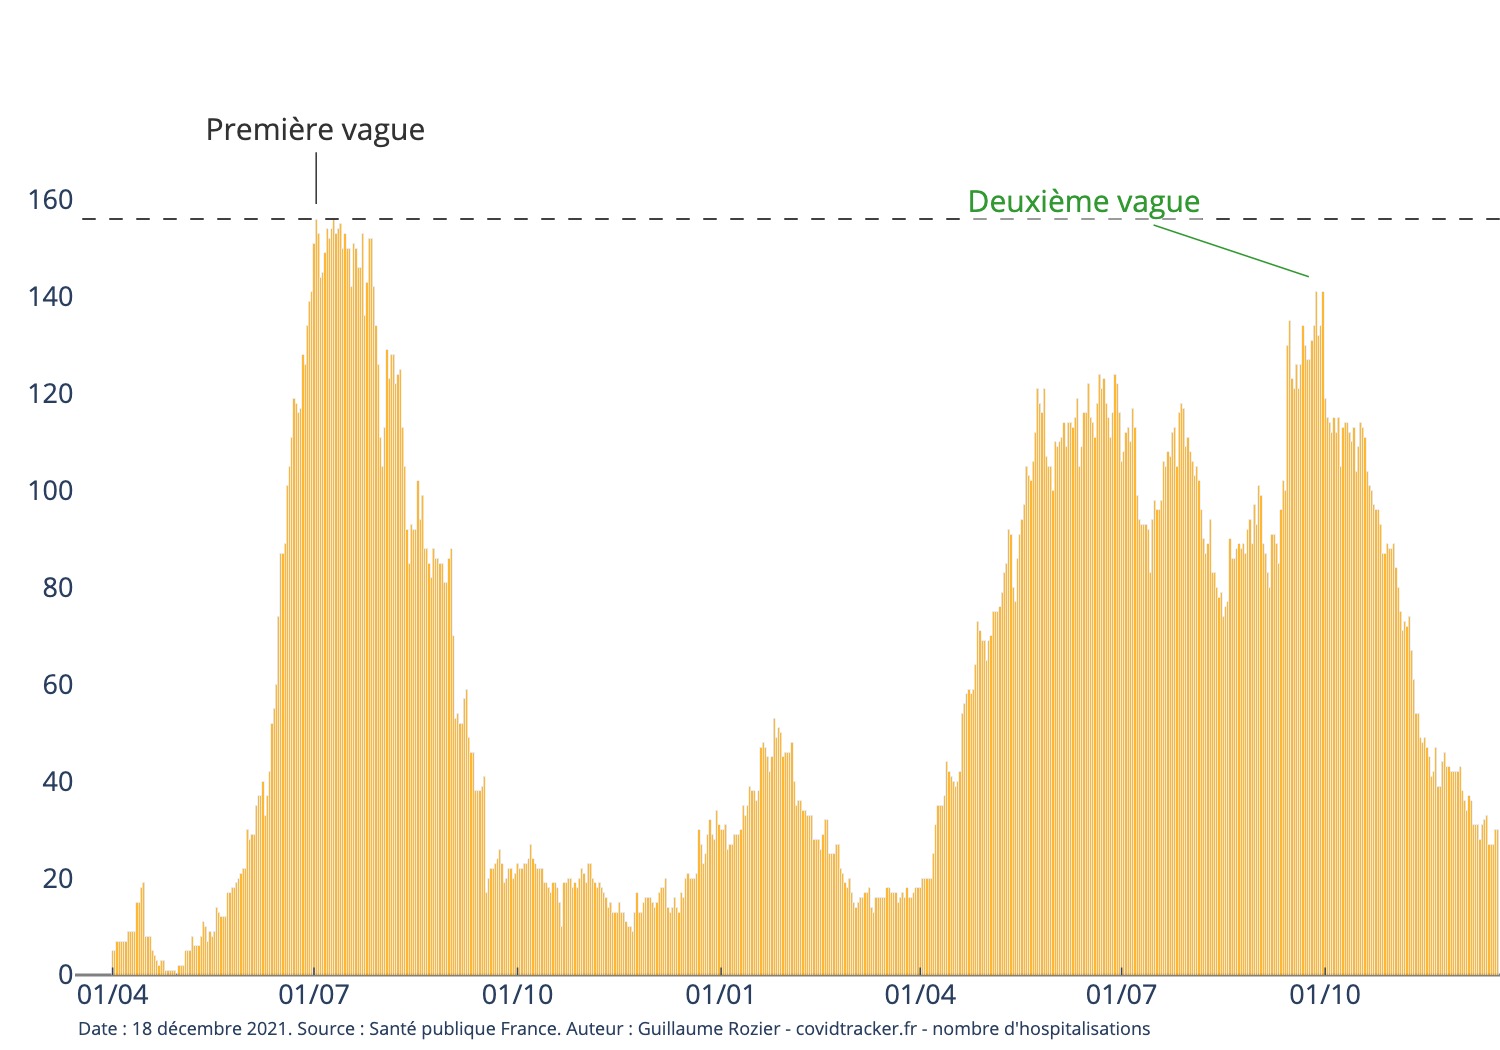 Première vague
160
Deuxième vague
140
120
100
80
60
40
20
0
01/04 01/07 01/10 01/01 01/04 01/07 01/10
Date : 18 décembre 2021. Source : Santé publique France. Auteur : Guillaume Rozier - covidtracker.fr - nombre d'hospitalisations